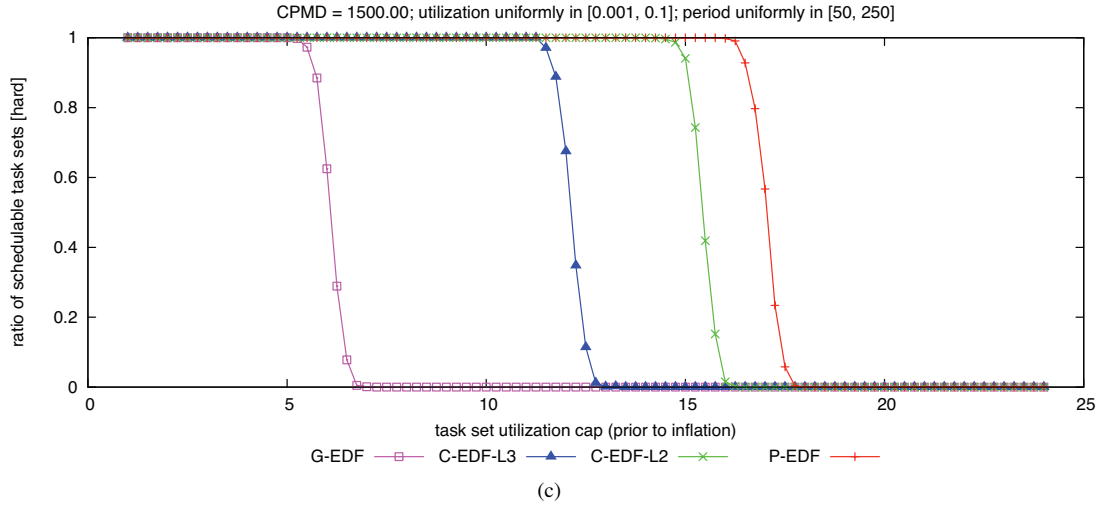 CPMD = 1500.00; utilization uniformly in [0.001, 0.1]; period uniformly in [50, 250]
ratio of schedulable task sets [hard]
1
0.8
0.6
0.4
0.2
0
0 5 10 15 20 25
task set utilization cap (prior to inflation)
G-EDF C-EDF-L3 C-EDF-L2 P-EDF
(c)